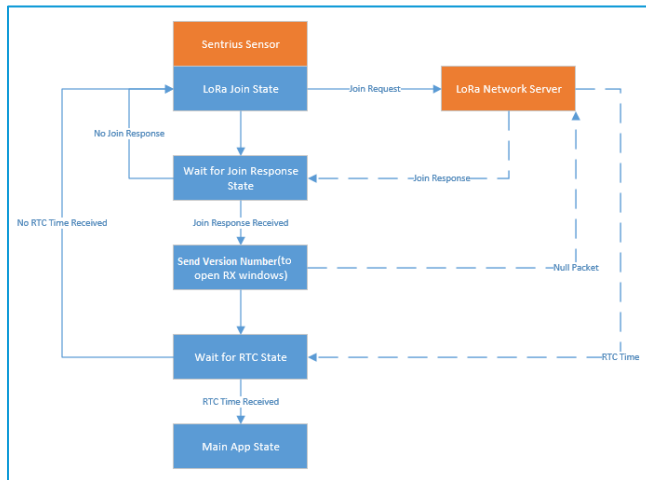 Sentrius Sensor
LoRa Join State
Join Request
LoRa Network Server
No Join Response
Wait for Join Response
State
Join Response
No RTC Time Received
Join Response Received
Send Version Number(to
open RX windows)
Null Packet
Wait for RTC State
RTC Time
RTC Time Received
Main App State